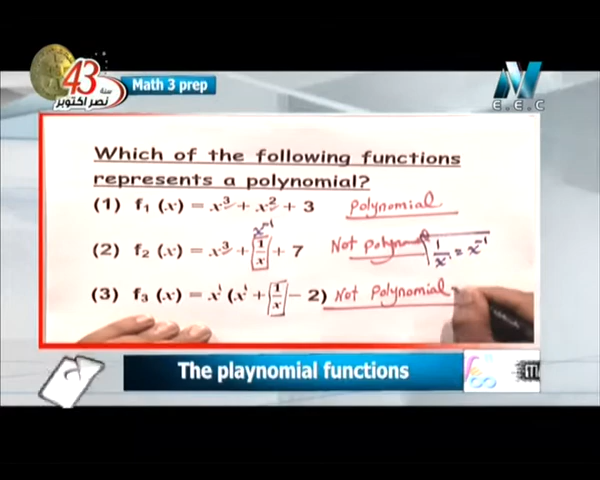 43 سنة
نصر اكتوبر
Math 3 prep
E.E.C
Which of the following functions
represents a polynomial?
(1) f₁ (x) = x³ + x² + 3 polynomial
x⁻¹
(2) f₂ (x) = x³ + 1/x + 7 Not polynom 1/x¹ = x⁻¹
(3) f₃ (x) = x¹ (x¹ + 1/x - 2) Not Polynomial
The playnomial functions